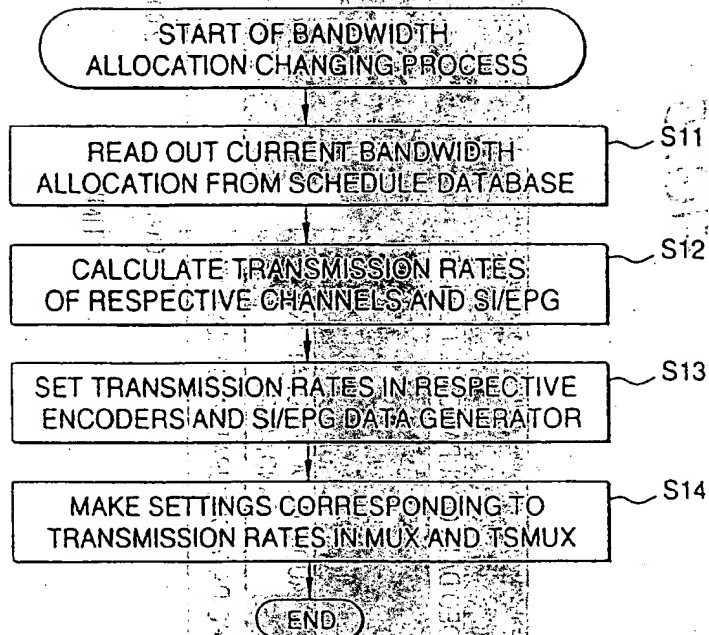 START OF BANDWIDTH
ALLOCATION CHANGING PROCESS
READ OUT CURRENT BANDWIDTH
ALLOCATION FROM SCHEDULE DATABASE
S11
CALCULATE TRANSMISSION RATES
OF RESPECTIVE CHANNELS AND SI/EPG
S12
SET TRANSMISSION RATES IN RESPECTIVE
ENCODERS AND SI/EPG DATA GENERATOR
S13
MAKE SETTINGS CORRESPONDING TO
TRANSMISSION RATES IN MUX AND TSMUX
S14
END